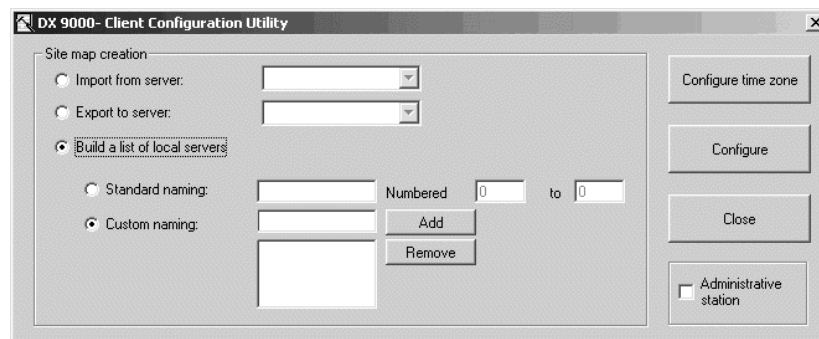 DX 9000- Client Configuration Utility
Site map creation
Import from server:
Export to server:
Build a list of local servers
Standard naming: Numbered 0 to 0
Custom naming: Add
Remove
Configure time zone
Configure
Close
Administrative
station